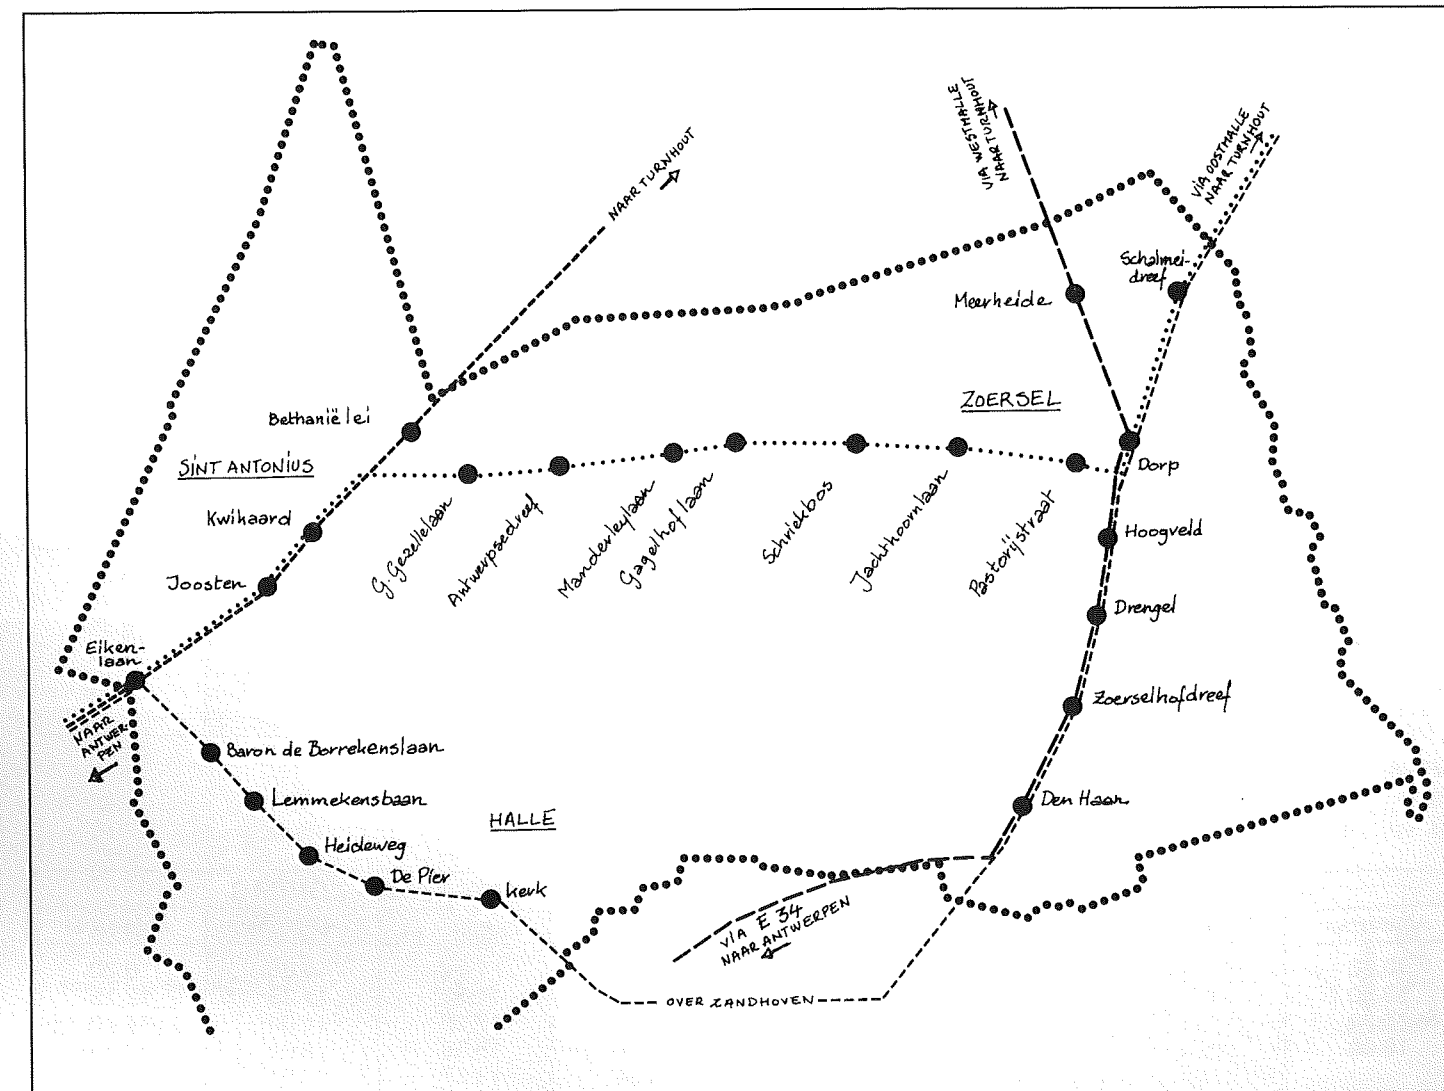 VIA WESTMALLE
NAAR TURNHOUT
VIA OOSTMALLE
NAAR TURNHOUT
NAAR TURNHOUT
Schalmei-
dreef
Meerheide
ZOERSEL
Bethaniëlei
SINT ANTONIUS
Dorp
Kwikaard
G. Gezellelaan
Antwerpsedreef
Manderleylaan
Gagelhoflaan
Schriekbos
Jachthoornlaan
Pastorijstraat
Hoogveld
Joosten
Drengel
Eiken-
laan
Zoerselhofdreef
NAAR
ANTWER-
PEN
Baron de Borrekenslaan
Lemmekensbaan
Den Haan
HALLE
Heideweg
De Pier
Kerk
VIA E 34
NAAR ANTWERPEN
OVER ZANDHOVEN